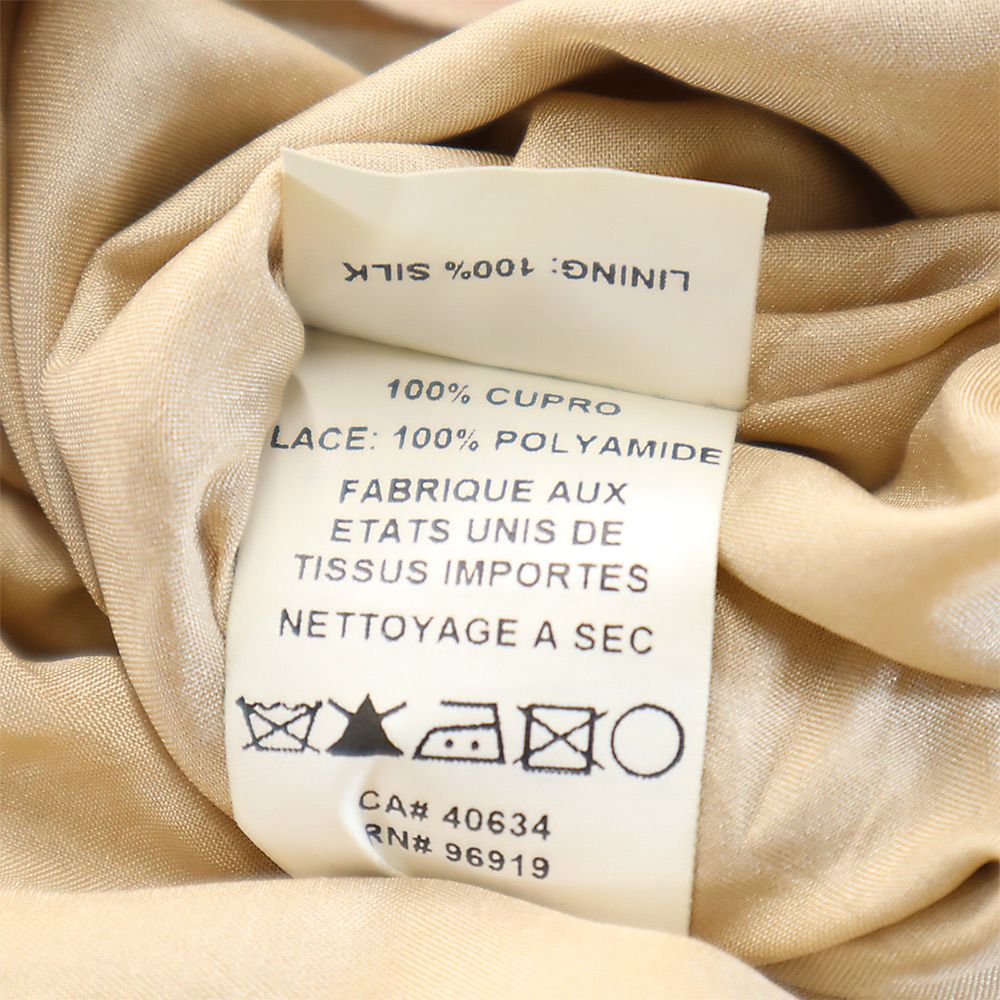 LINING: 100% SILK
100% CUPRO
LACE: 100% POLYAMIDE
FABRIQUE AUX
ETATS UNIS DE
TISSUS IMPORTES
NETTOYAGE A SEC
CA# 40634
RN# 96919